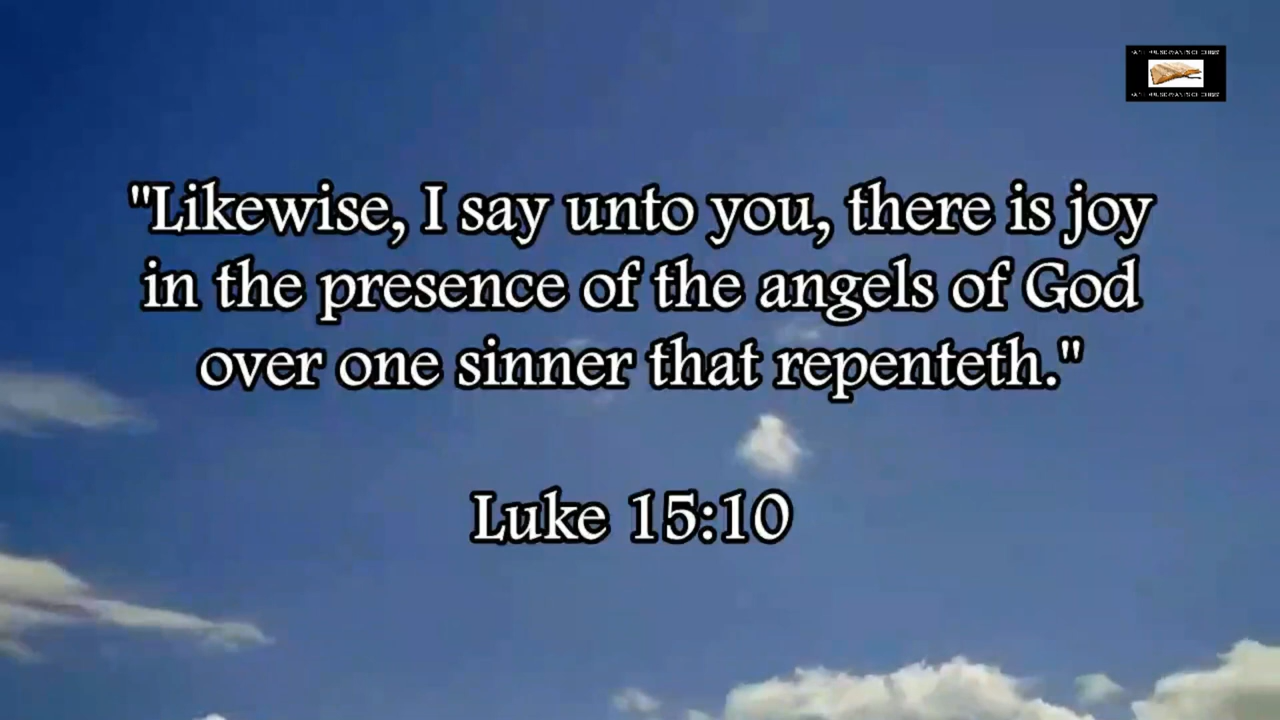 "Likewise, I say unto you, there is joy
in the presence of the angels of God
over one sinner that repenteth."
Luke 15:10